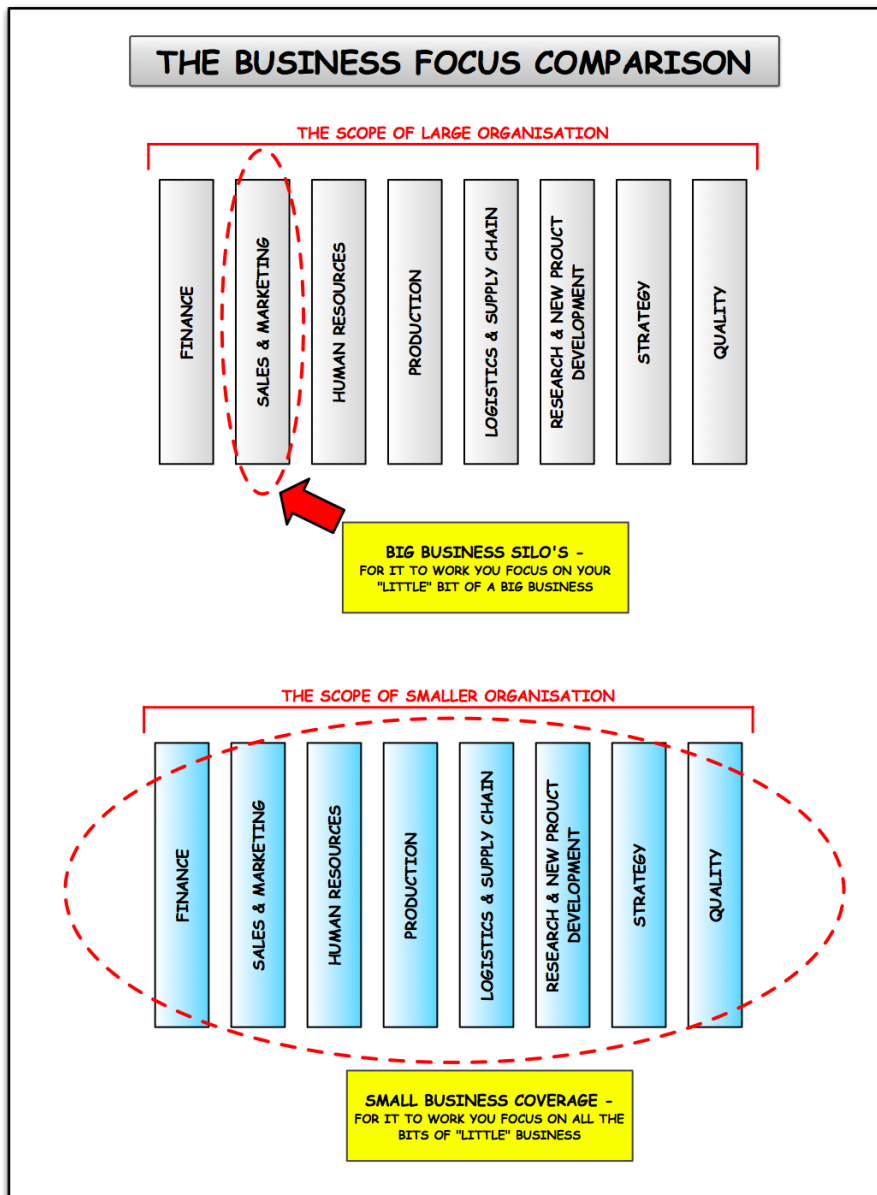 THE BUSINESS FOCUS COMPARISON
THE SCOPE OF LARGE ORGANISATION
FINANCE
SALES & MARKETING
HUMAN RESOURCES
PRODUCTION
LOGISTICS & SUPPLY CHAIN
RESEARCH & NEW PROUCT
DEVELOPMENT
STRATEGY
QUALITY
BIG BUSINESS SILO'S -
FOR IT TO WORK YOU FOCUS ON YOUR
"LITTLE" BIT OF A BIG BUSINESS
THE SCOPE OF SMALLER ORGANISATION
FINANCE
SALES & MARKETING
HUMAN RESOURCES
PRODUCTION
LOGISTICS & SUPPLY CHAIN
RESEARCH & NEW PROUCT
DEVELOPMENT
STRATEGY
QUALITY
SMALL BUSINESS COVERAGE -
FOR IT TO WORK YOU FOCUS ON ALL THE
BITS OF "LITTLE" BUSINESS